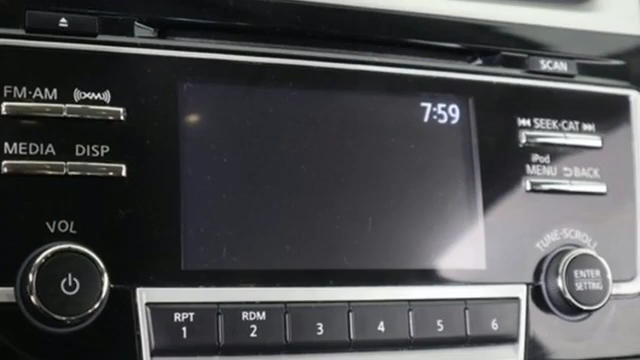 SCAN
FM·AM
((XM))
7:59
SEEK·CAT
MEDIA DISP
iPod
MENU BACK
VOL
TUNE·SCROLL
ENTER
SETTING
RPT
1
RDM
2
3
4
5
6